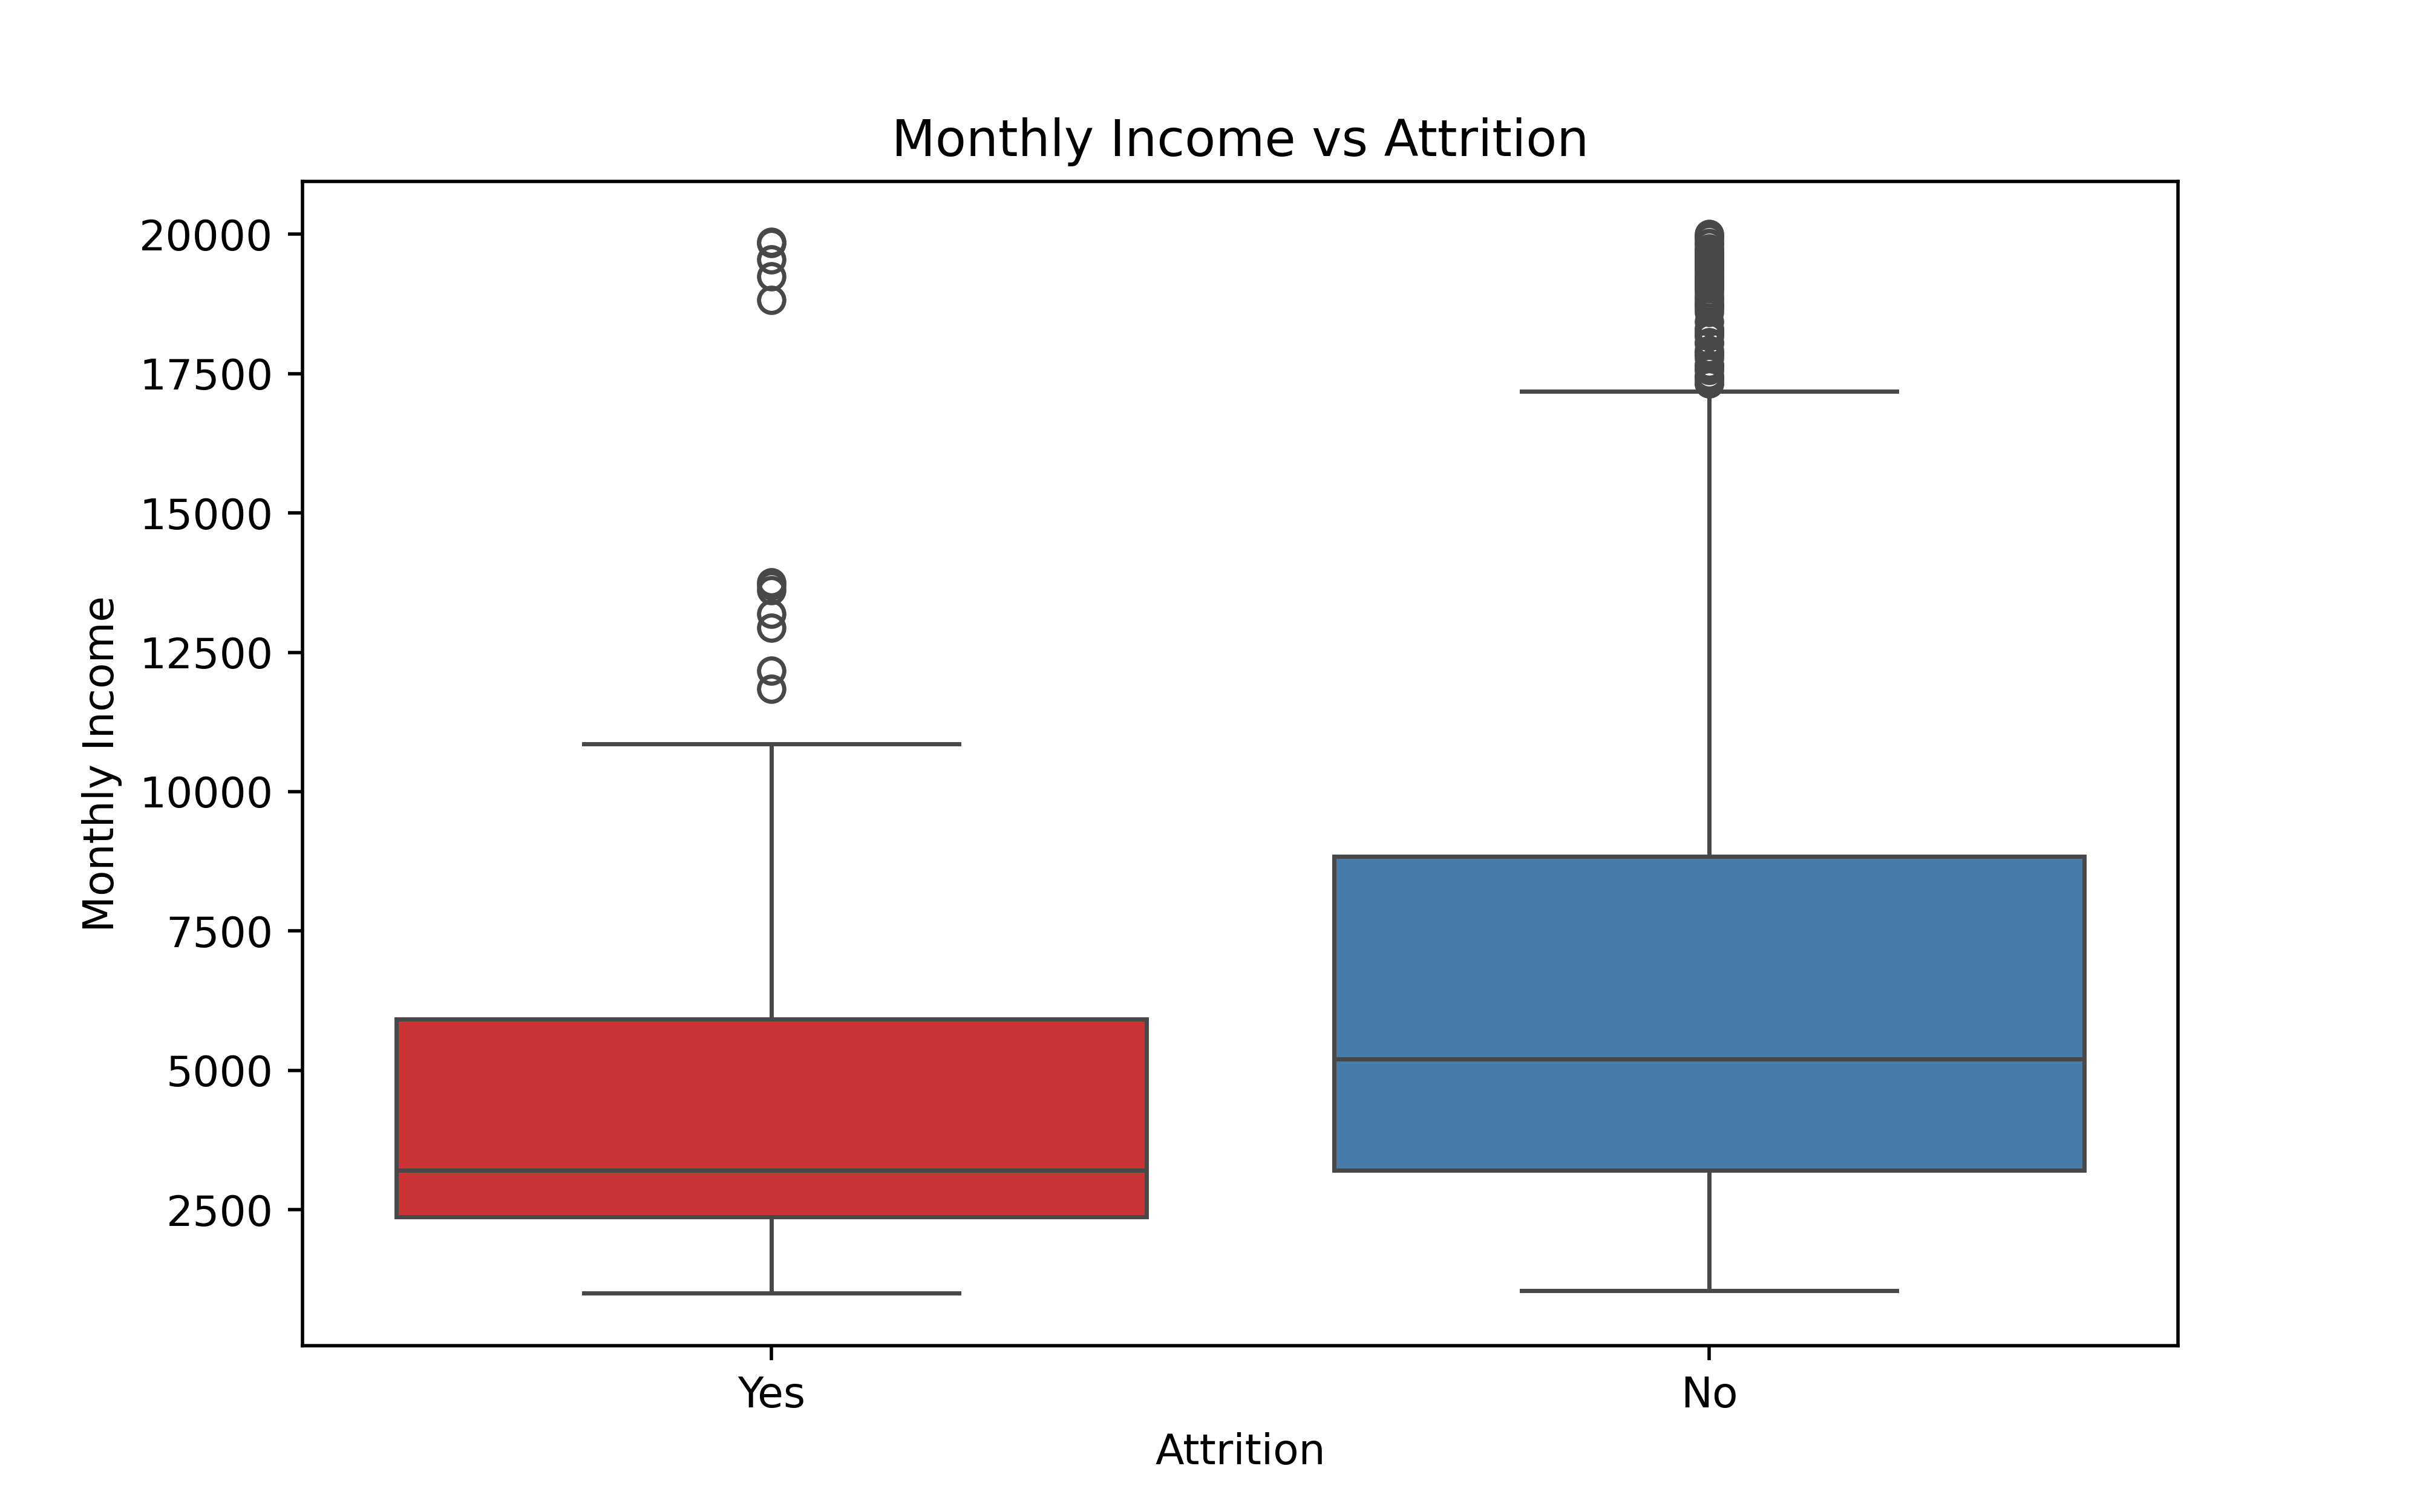 Monthly Income vs Attrition
Monthly Income
20000
17500
15000
12500
10000
7500
5000
2500
Yes
No
Attrition